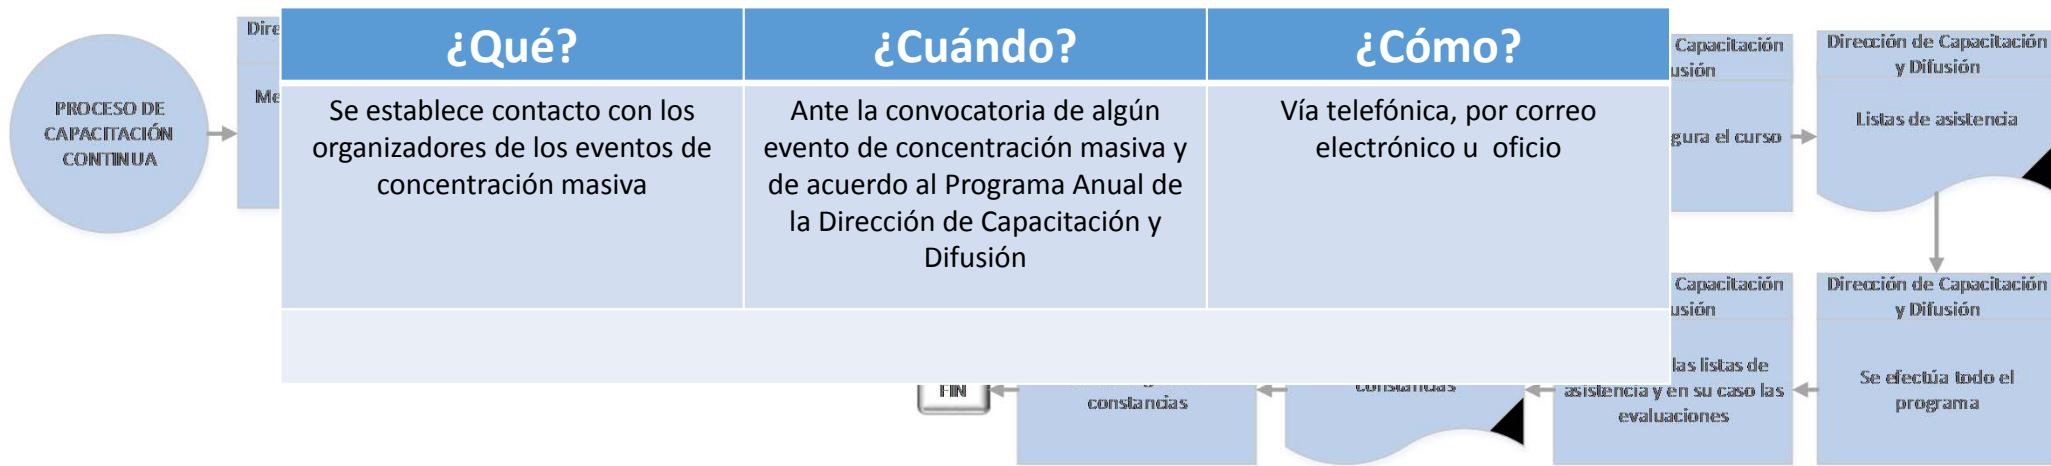 PROCESO DE
CAPACITACIÓN
CONTINUA
¿Qué?
¿Cuándo?
¿Cómo?
Se establece contacto con los
organizadores de los eventos de
concentración masiva
Ante la convocatoria de algún
evento de concentración masiva y
de acuerdo al Programa Anual de
la Dirección de Capacitación y
Difusión
Vía telefónica, por correo
electrónico u oficio
Capacitación
el curso
Dirección de Capacitación
y Difusión
Listas de asistencia
Dirección de Capacitación
y Difusión
Se efectúa todo el
programa
Capacitación
las listas de
asistencia y en su caso las
evaluaciones
constancias
constancias
FIN